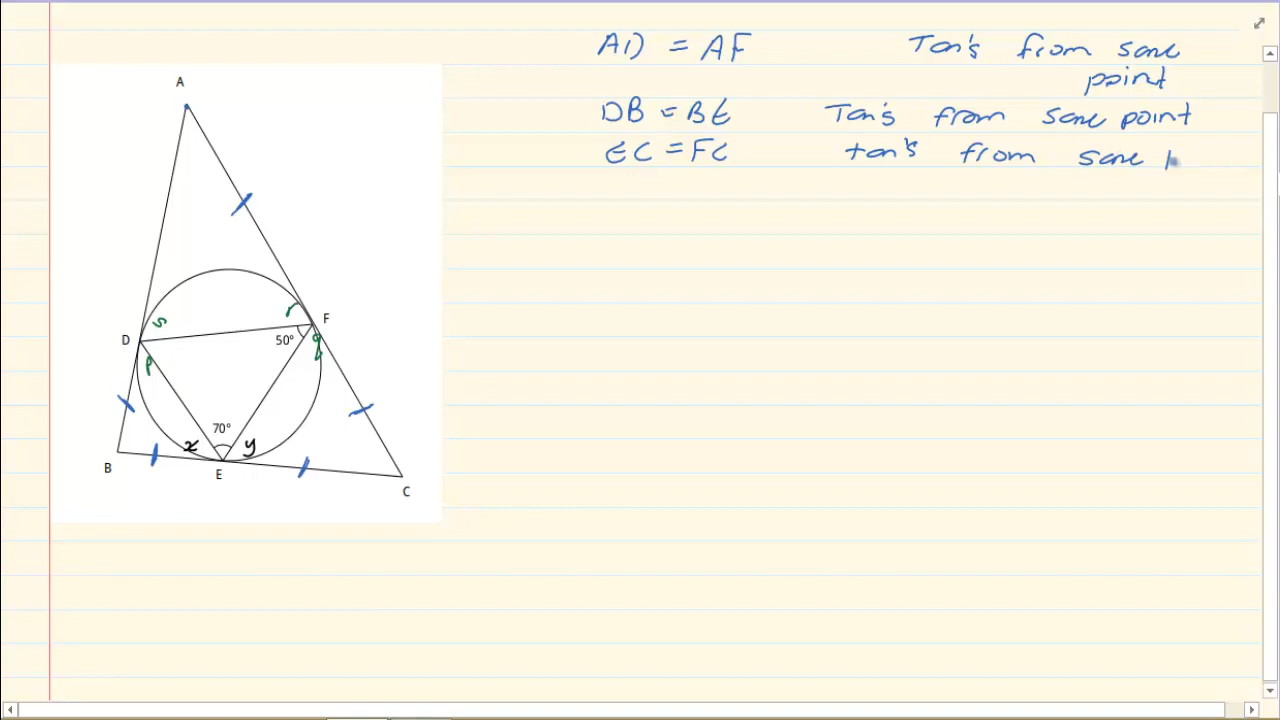 AD = AF Tan's from same
point
DB = BE Tan's from same point
EC = FC tan's from same
A
s
r
F
D
50°
q
p
70°
x
y
B
E
C